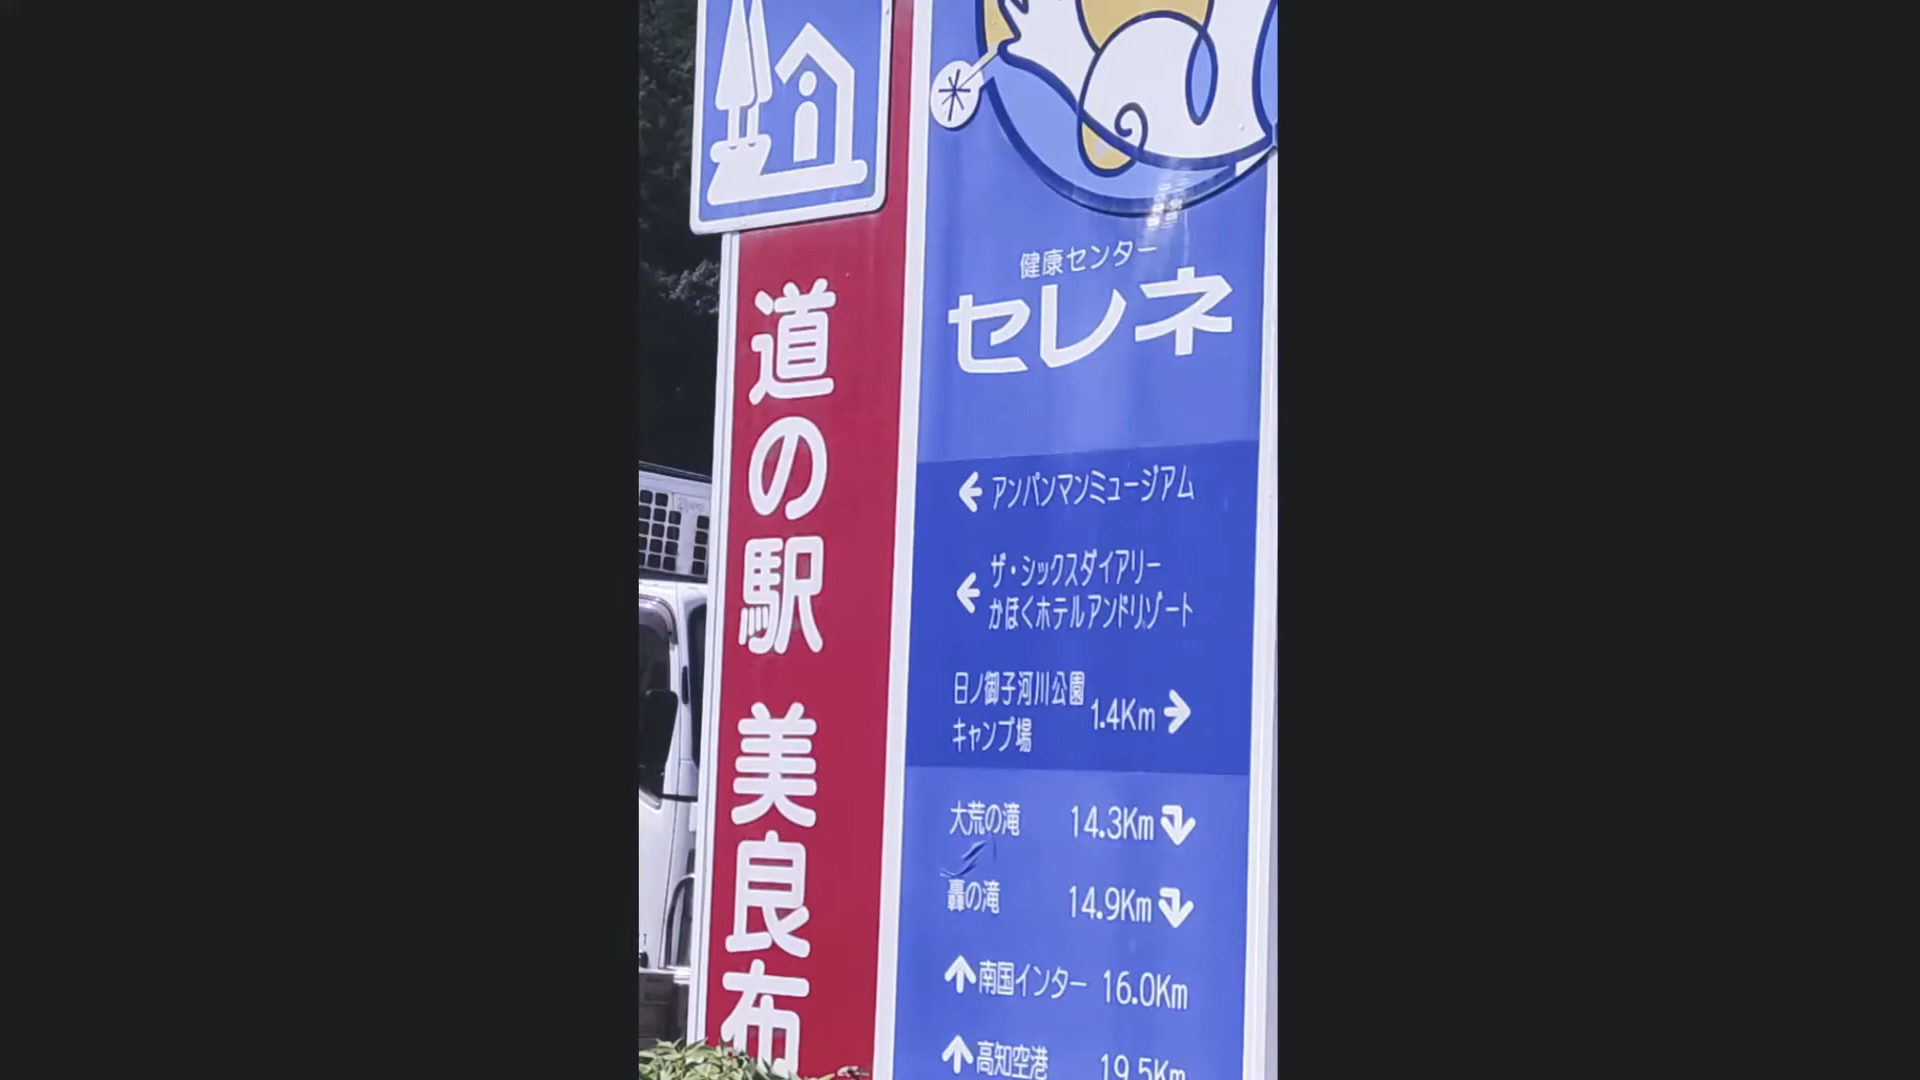 道の駅 美良布
健康センター
セレネ
← アンパンマンミュージアム
← ザ・シックスダイアリー
かほくホテルアンドリゾート
日ノ御子河川公園
キャンプ場 1.4Km →
大荒の滝 14.3Km
轟の滝 14.9Km
↑ 南国インター 16.0Km
↑ 高知空港 19.5Km